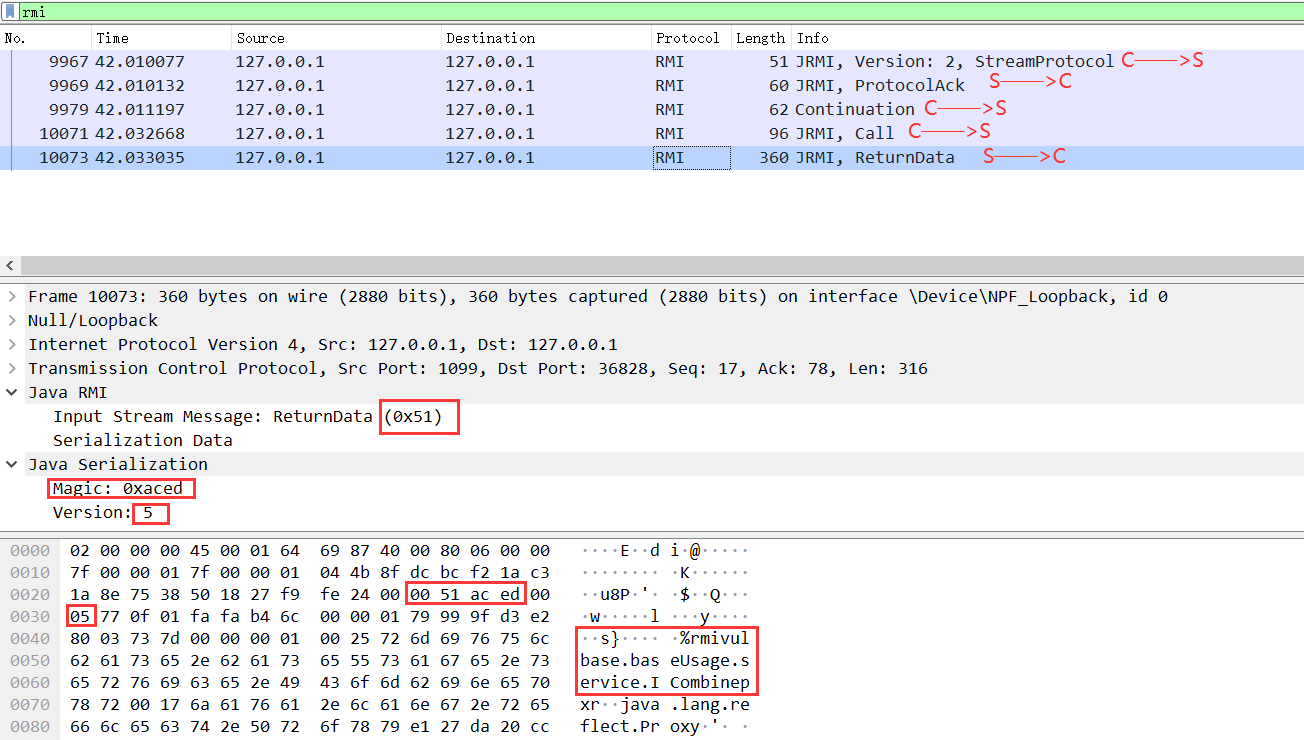 rmi
No. Time Source Destination Protocol Length Info
9967 42.010077 127.0.0.1 127.0.0.1 RMI 51 JRMI, Version: 2, StreamProtocol C——>S
9969 42.010132 127.0.0.1 127.0.0.1 RMI 60 JRMI, ProtocolAck S——>C
9979 42.011197 127.0.0.1 127.0.0.1 RMI 62 Continuation C——>S
10071 42.032668 127.0.0.1 127.0.0.1 RMI 96 JRMI, Call C——>S
10073 42.033035 127.0.0.1 127.0.0.1 RMI 360 JRMI, ReturnData S——>C
Frame 10073: 360 bytes on wire (2880 bits), 360 bytes captured (2880 bits) on interface \Device\NPF_Loopback, id 0
Null/Loopback
Internet Protocol Version 4, Src: 127.0.0.1, Dst: 127.0.0.1
Transmission Control Protocol, Src Port: 1099, Dst Port: 36828, Seq: 17, Ack: 78, Len: 316
Java RMI
Input Stream Message: ReturnData (0x51)
Serialization Data
Java Serialization
Magic: 0xaced
Version: 5
0000 02 00 00 00 45 00 01 64 69 87 40 00 80 06 00 00 ····E··d i·@·····
0010 7f 00 00 01 7f 00 00 01 04 4b 8f dc bc f2 1a c3 ········ ·K······
0020 1a 8e 75 38 50 18 27 f9 fe 24 00 00 51 ac ed 00 ··u8P·'· ·$··Q···
0030 05 77 0f 01 fa fa b4 6c 00 00 01 79 99 9f d3 e2 ·w·····l ···y····
0040 80 03 73 7d 00 00 00 01 00 25 72 6d 69 76 75 6c ··s}···· ·%rmivul
0050 62 61 73 65 2e 62 61 73 65 55 73 61 67 65 2e 73 base.bas eUsage.s
0060 65 72 76 69 63 65 2e 49 43 6f 6d 62 69 6e 65 70 ervice.I Combinep
0070 78 72 00 17 6a 61 76 61 2e 6c 61 6e 67 2e 72 65 xr··java .lang.re
0080 66 6c 65 63 74 2e 50 72 6f 78 79 e1 27 da 20 cc flect.Pr oxy·'· ·